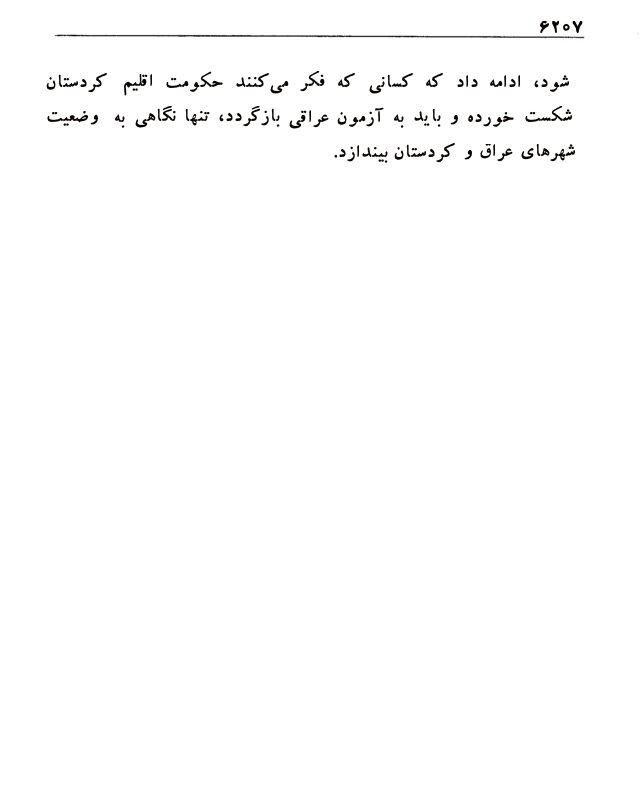 ۶۲۰۷
شود، ادامه داد که کسانی که فکر می‌کنند حکومت اقلیم کردستان
شکست خورده و باید به آزمون عراقی بازگردد، تنها نگاهی به وضعیت
شهرهای عراق و کردستان بیندازد.